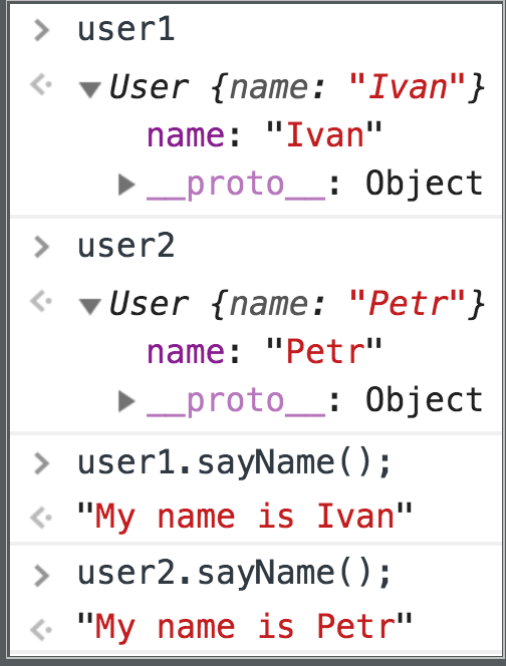 > user1
User {name: "Ivan"}
name: "Ivan"
__proto__: Object
> user2
User {name: "Petr"}
name: "Petr"
__proto__: Object
> user1.sayName();
"My name is Ivan"
> user2.sayName();
"My name is Petr"